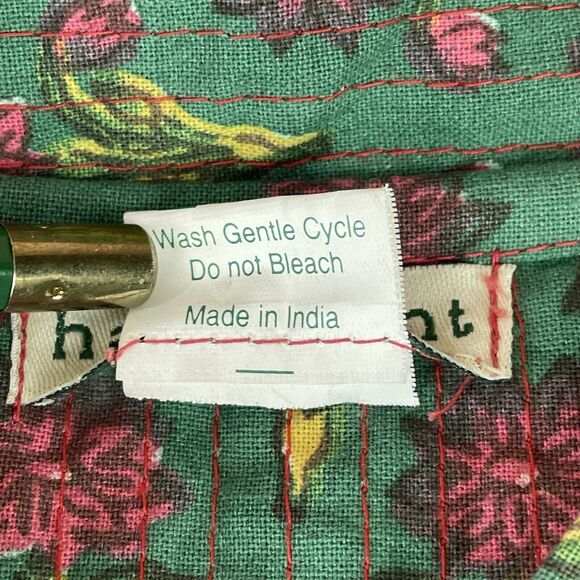 Wash Gentle Cycle
Do not Bleach
Made in India